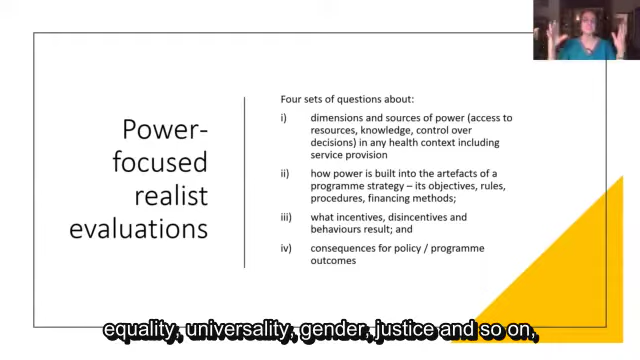 Power-
focused
realist
evaluations
Four sets of questions about:
i) dimensions and sources of power (access to
resources, knowledge, control over
decisions) in any health context including
service provision
ii) how power is built into the artefacts of
a programme strategy – its objectives, rules,
procedures, financing methods;
iii) what incentives, disincentives and
behaviours result; and
iv) consequences for policy / programme
outcomes
equality, universality, gender, justice and so on,